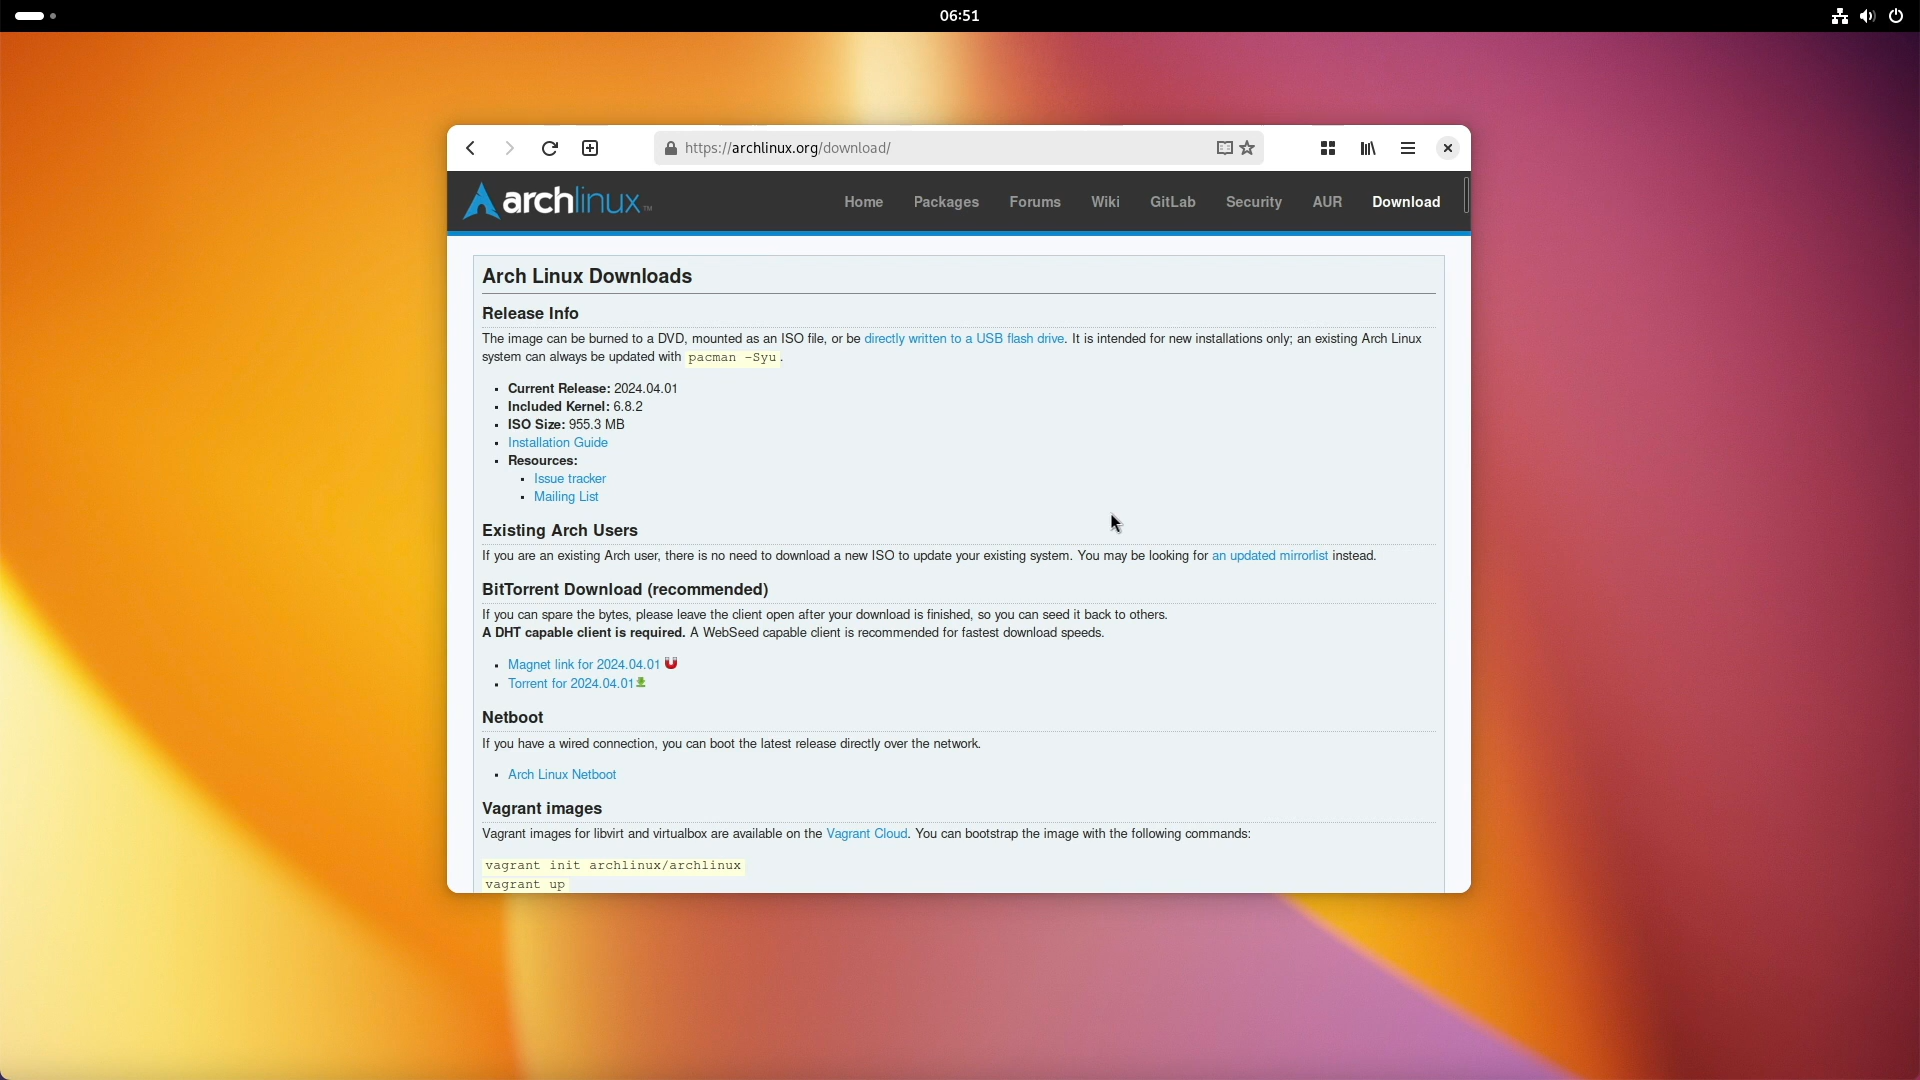 06:51
https://archlinux.org/download/
archlinux™
Home Packages Forums Wiki GitLab Security AUR Download
Arch Linux Downloads
Release Info
The image can be burned to a DVD, mounted as an ISO file, or be directly written to a USB flash drive. It is intended for new installations only; an existing Arch Linux
system can always be updated with pacman -Syu.
Current Release: 2024.04.01
Included Kernel: 6.8.2
ISO Size: 955.3 MB
Installation Guide
Resources:
Issue tracker
Mailing List
Existing Arch Users
If you are an existing Arch user, there is no need to download a new ISO to update your existing system. You may be looking for an updated mirrorlist instead.
BitTorrent Download (recommended)
If you can spare the bytes, please leave the client open after your download is finished, so you can seed it back to others.
A DHT capable client is required. A WebSeed capable client is recommended for fastest download speeds.
Magnet link for 2024.04.01
Torrent for 2024.04.01
Netboot
If you have a wired connection, you can boot the latest release directly over the network.
Arch Linux Netboot
Vagrant images
Vagrant images for libvirt and virtualbox are available on the Vagrant Cloud. You can bootstrap the image with the following commands:
vagrant init archlinux/archlinux
vagrant up